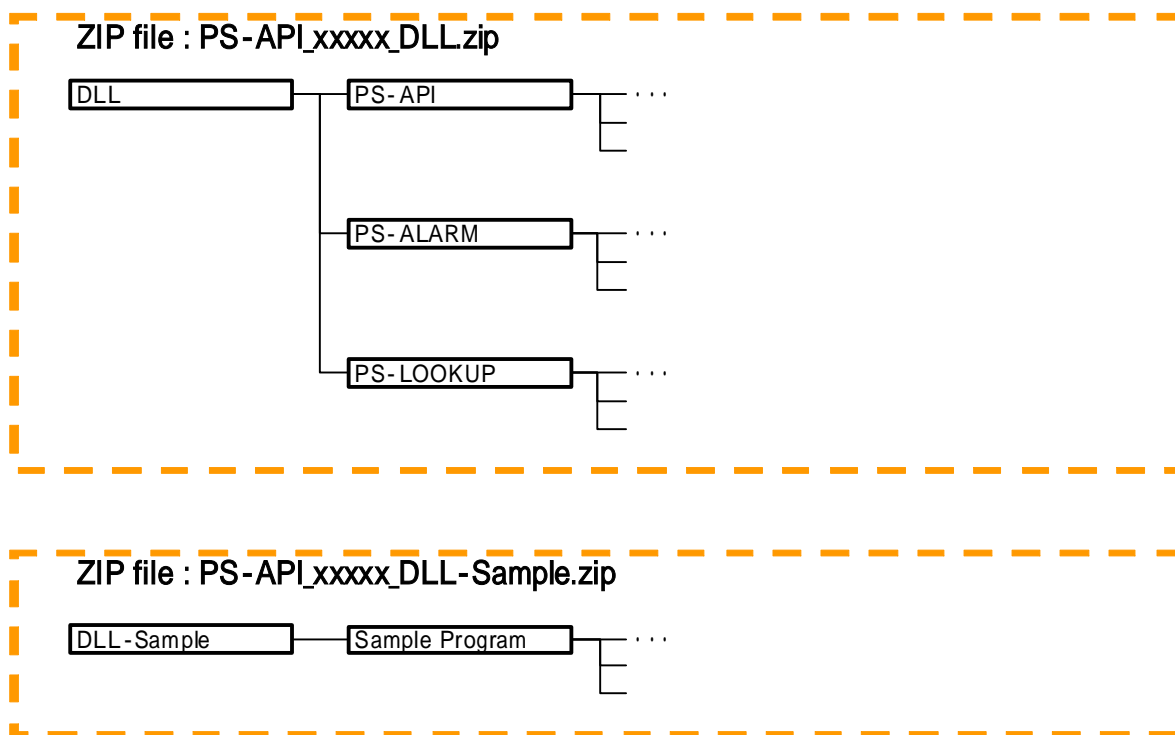 ZIP file : PS-API_xxxxx_DLL.zip
DLL
PS-API
. . .
PS-ALARM
. . .
PS-LOOKUP
. . .
ZIP file : PS-API_xxxxx_DLL-Sample.zip
DLL-Sample
Sample Program
. . .